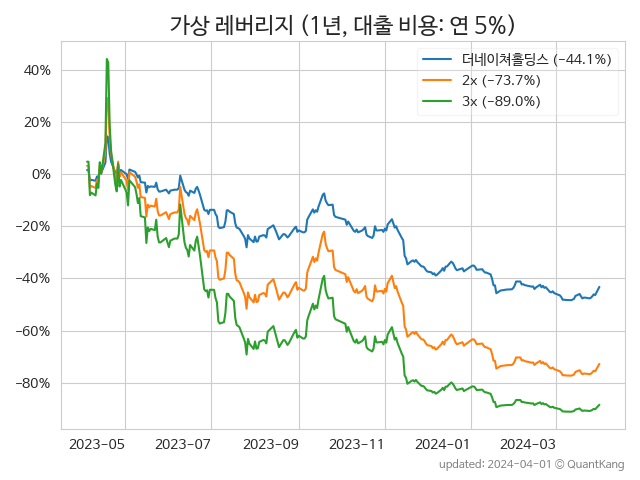 가상 레버리지 (1년, 대출 비용: 연 5%)
더네이쳐홀딩스 (−44.1%)
2x (−73.7%)
3x (−89.0%)
40%
20%
0%
−20%
−40%
−60%
−80%
2023-05
2023-07
2023-09
2023-11
2024-01
2024-03
updated: 2024-04-01 © QuantKang